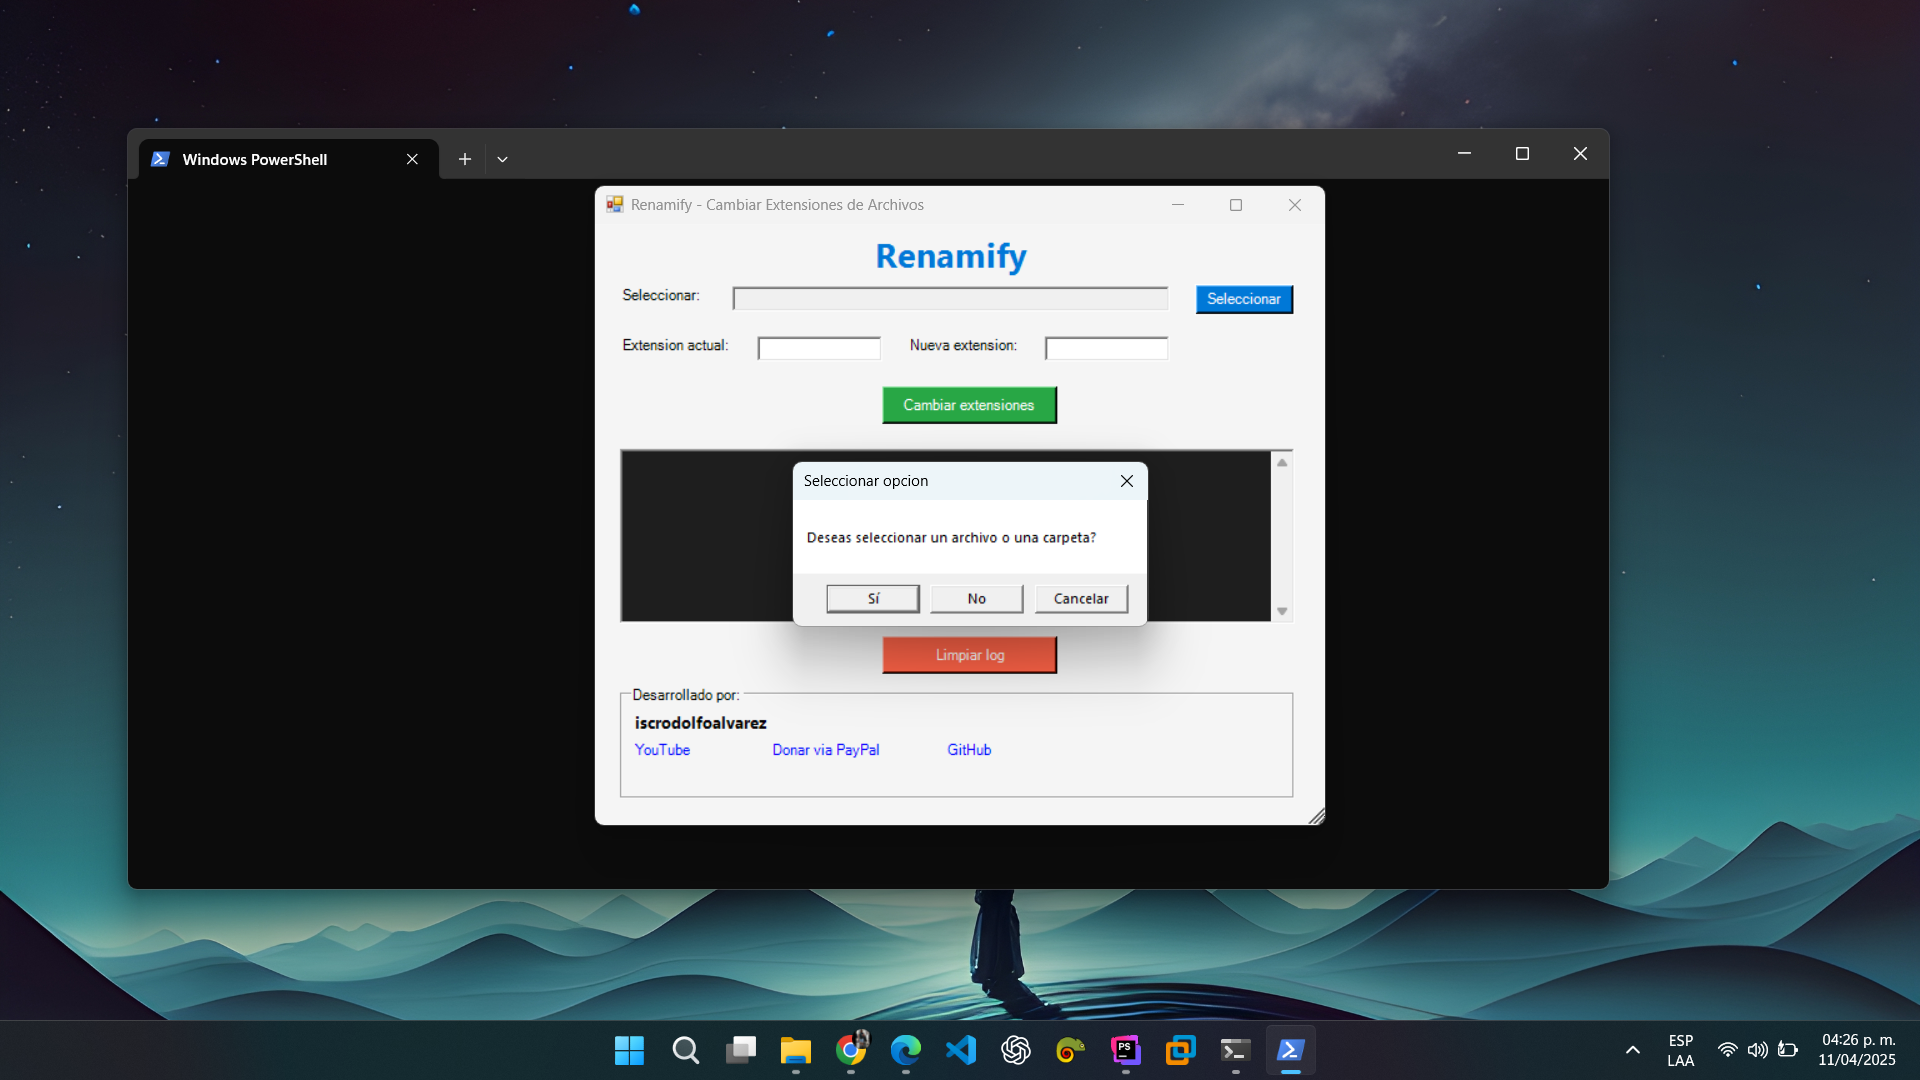 Windows PowerShell
Renamify - Cambiar Extensiones de Archivos
Renamify
Seleccionar:
Seleccionar
Extension actual:
Nueva extension:
Cambiar extensiones
Seleccionar opcion
Deseas seleccionar un archivo o una carpeta?
Sí
No
Cancelar
Limpiar log
Desarrollado por:
iscrodolfoalvarez
YouTube
Donar via PayPal
GitHub
PS
ESP
LAA
04:26 p. m.
11/04/2025